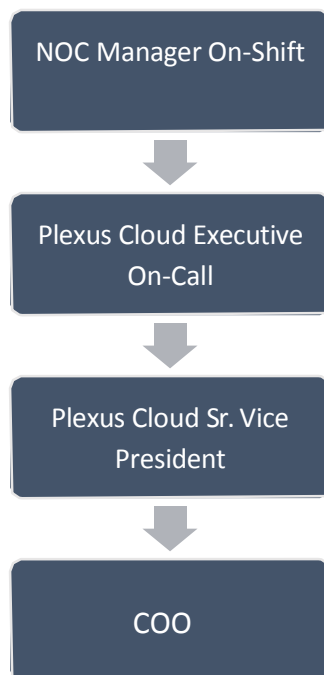 NOC Manager On-Shift
Plexus Cloud Executive
On-Call
Plexus Cloud Sr. Vice
President
COO